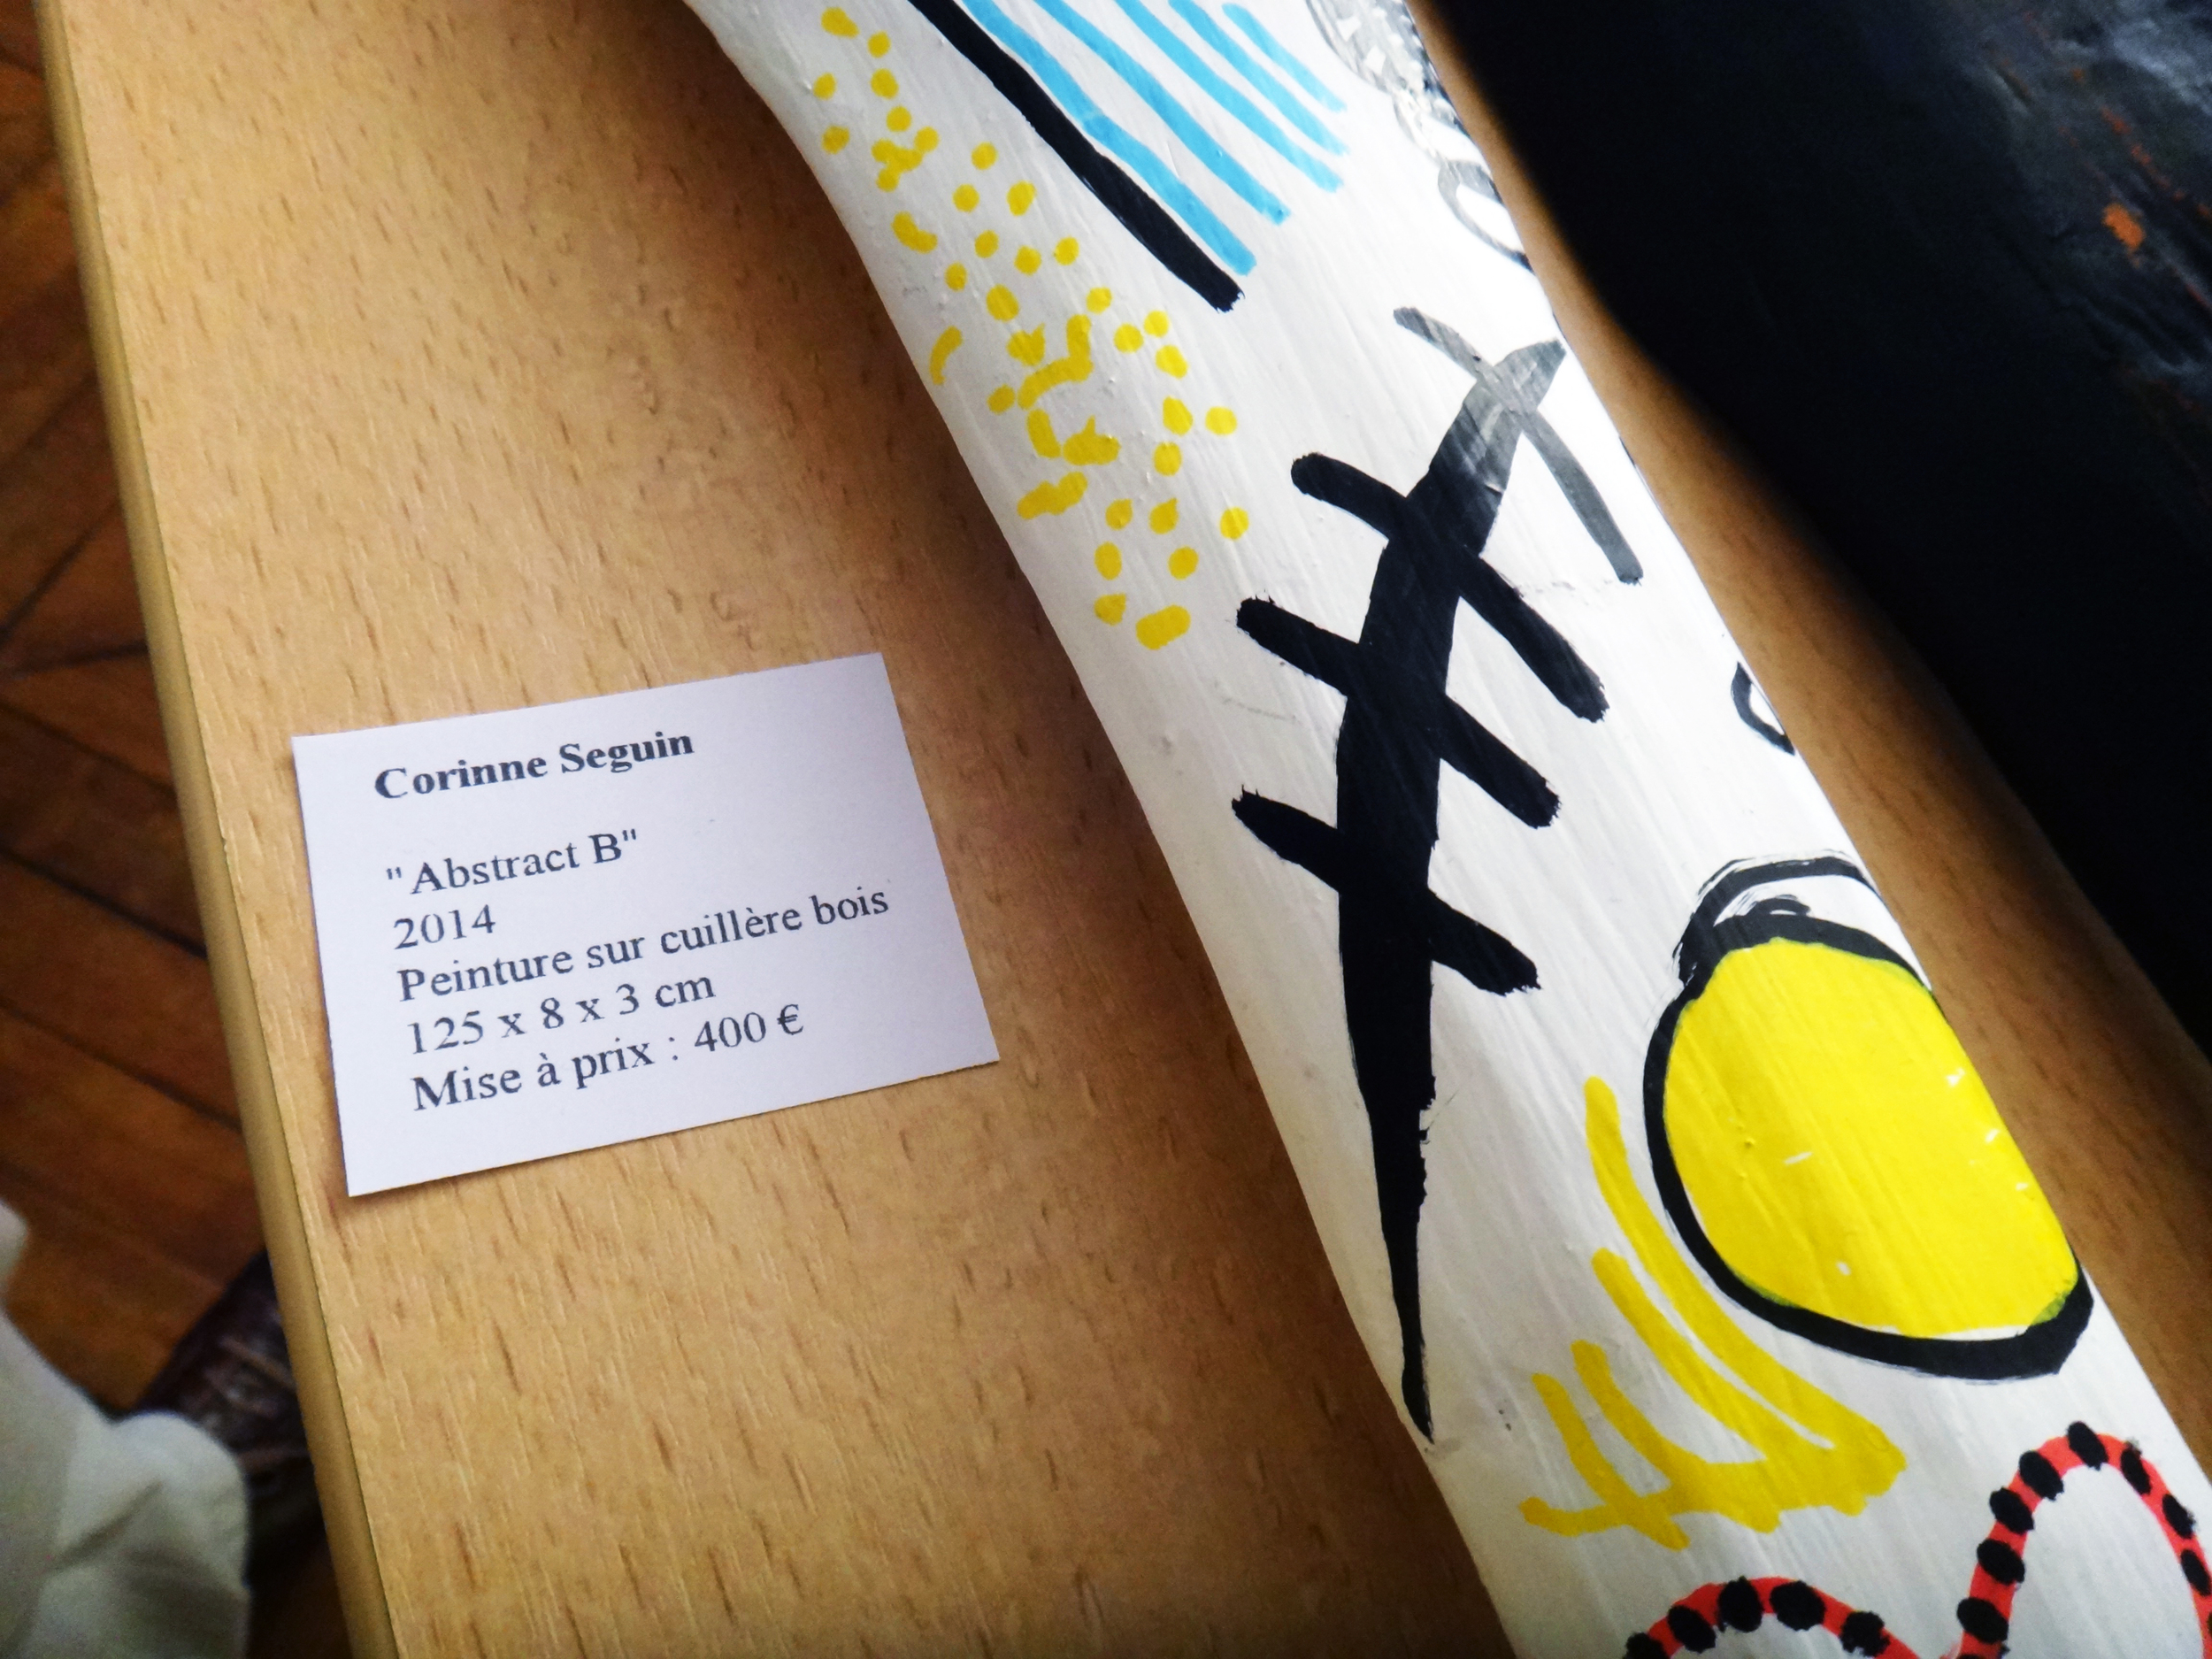 Corinne Seguin
"Abstract B"
2014
Peinture sur cuillère bois
125 x 8 x 3 cm
Mise à prix : 400 €